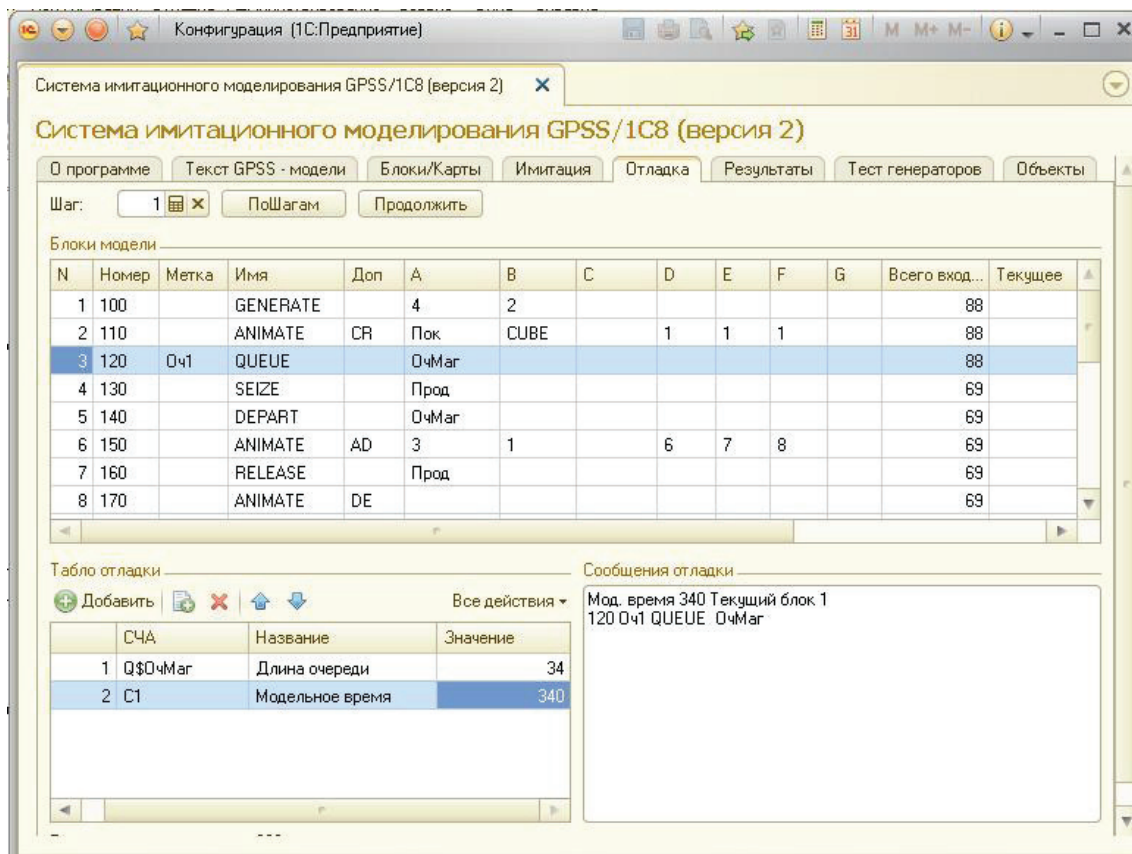 Конфигурация (1С:Предприятие)
M M+ M-
Система имитационного моделирования GPSS/1С8 (версия 2)
Система имитационного моделирования GPSS/1С8 (версия 2)
О программе Текст GPSS - модели Блоки/Карты Имитация Отладка Результаты Тест генераторов Объекты
Шаг: 1 ПоШагам Продолжить
Блоки модели
N Номер Метка Имя Доп A B C D E F G Всего вход... Текущее
1 100 GENERATE 4 2 88
2 110 ANIMATE CR Пок CUBE 1 1 1 88
3 120 Оч1 QUEUE ОчМаг 88
4 130 SEIZE Прод 69
5 140 DEPART ОчМаг 69
6 150 ANIMATE AD 3 1 6 7 8 69
7 160 RELEASE Прод 69
8 170 ANIMATE DE 69
Табло отладки
Добавить Все действия
СЧА Название Значение
1 Q$ОчМаг Длина очереди 34
2 C1 Модельное время 340
Сообщения отладки
Мод. время 340 Текущий блок 1
120 Оч1 QUEUE ОчМаг